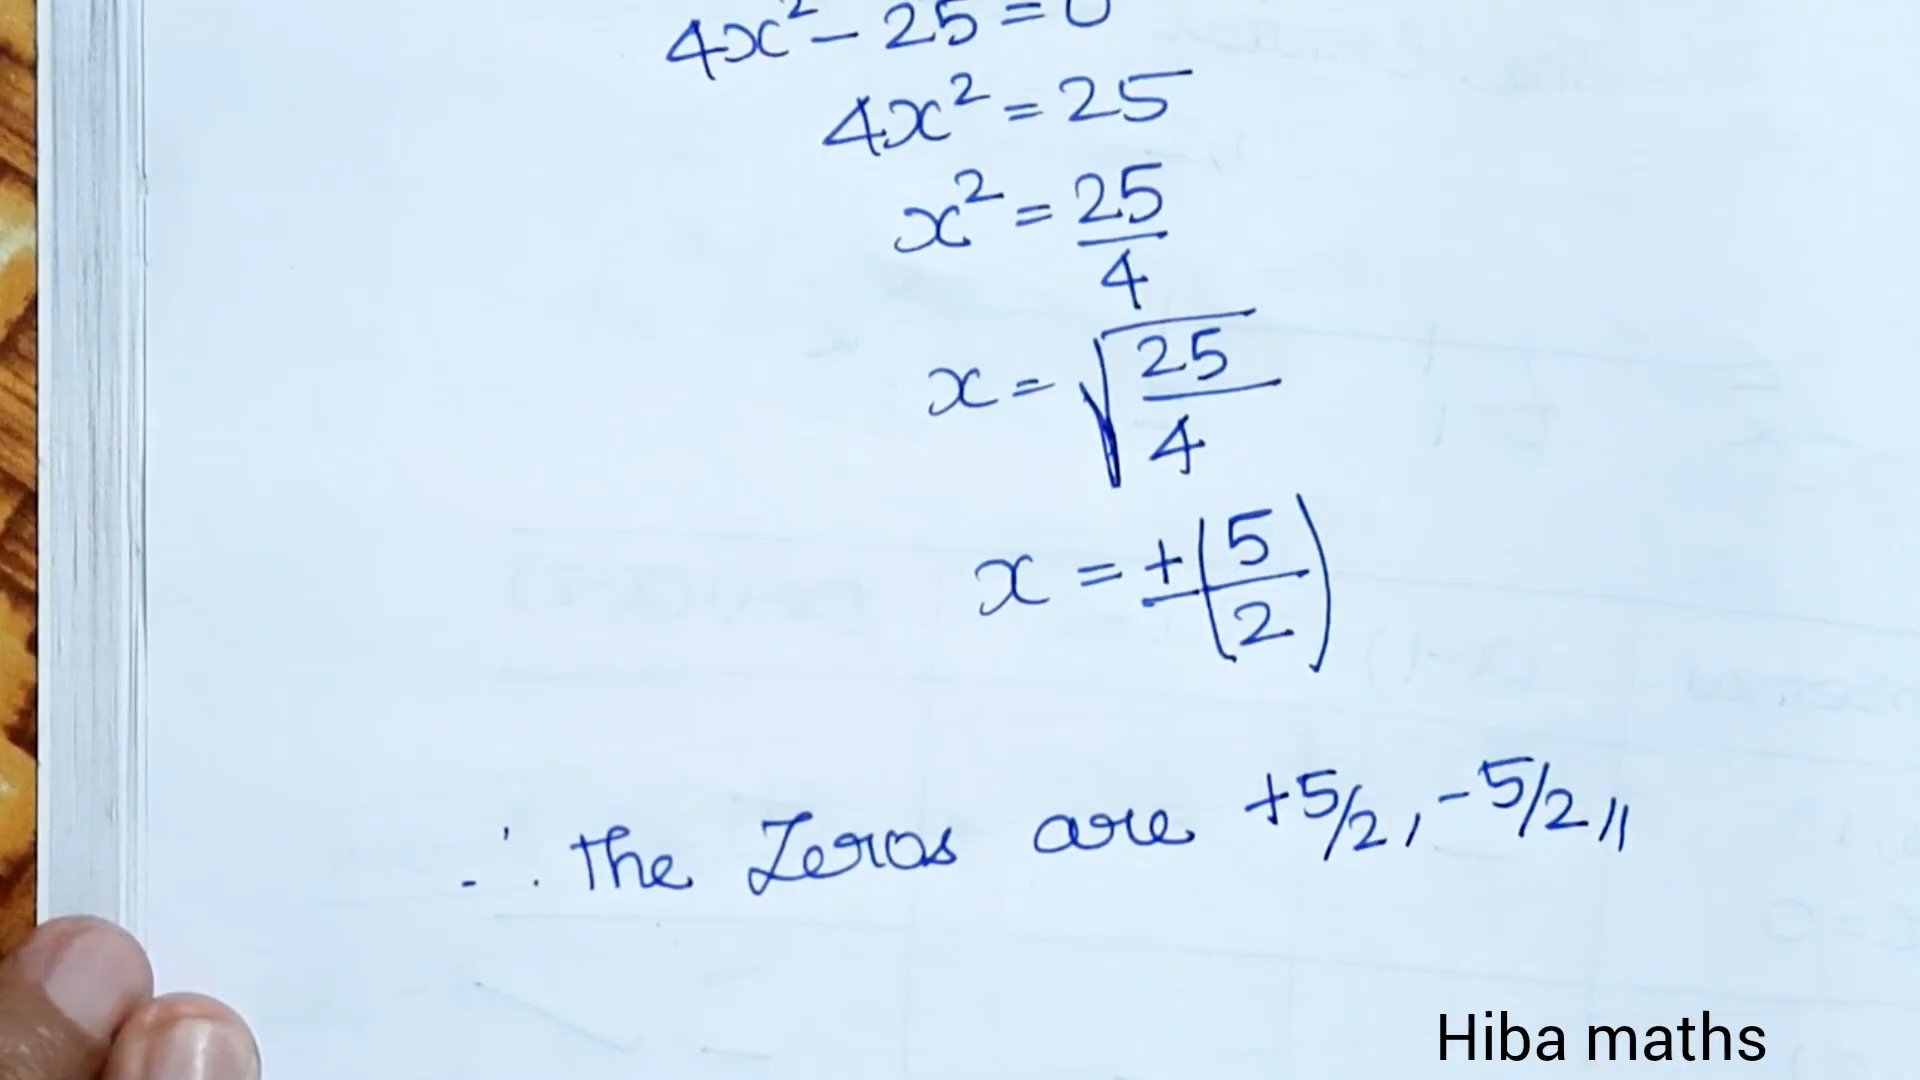 4x² - 25 = 0
4x² = 25
x² = 25/4
x = √25/4
x = ±(5/2)
∴ The Zeros are +5/2, -5/2 //
Hiba maths